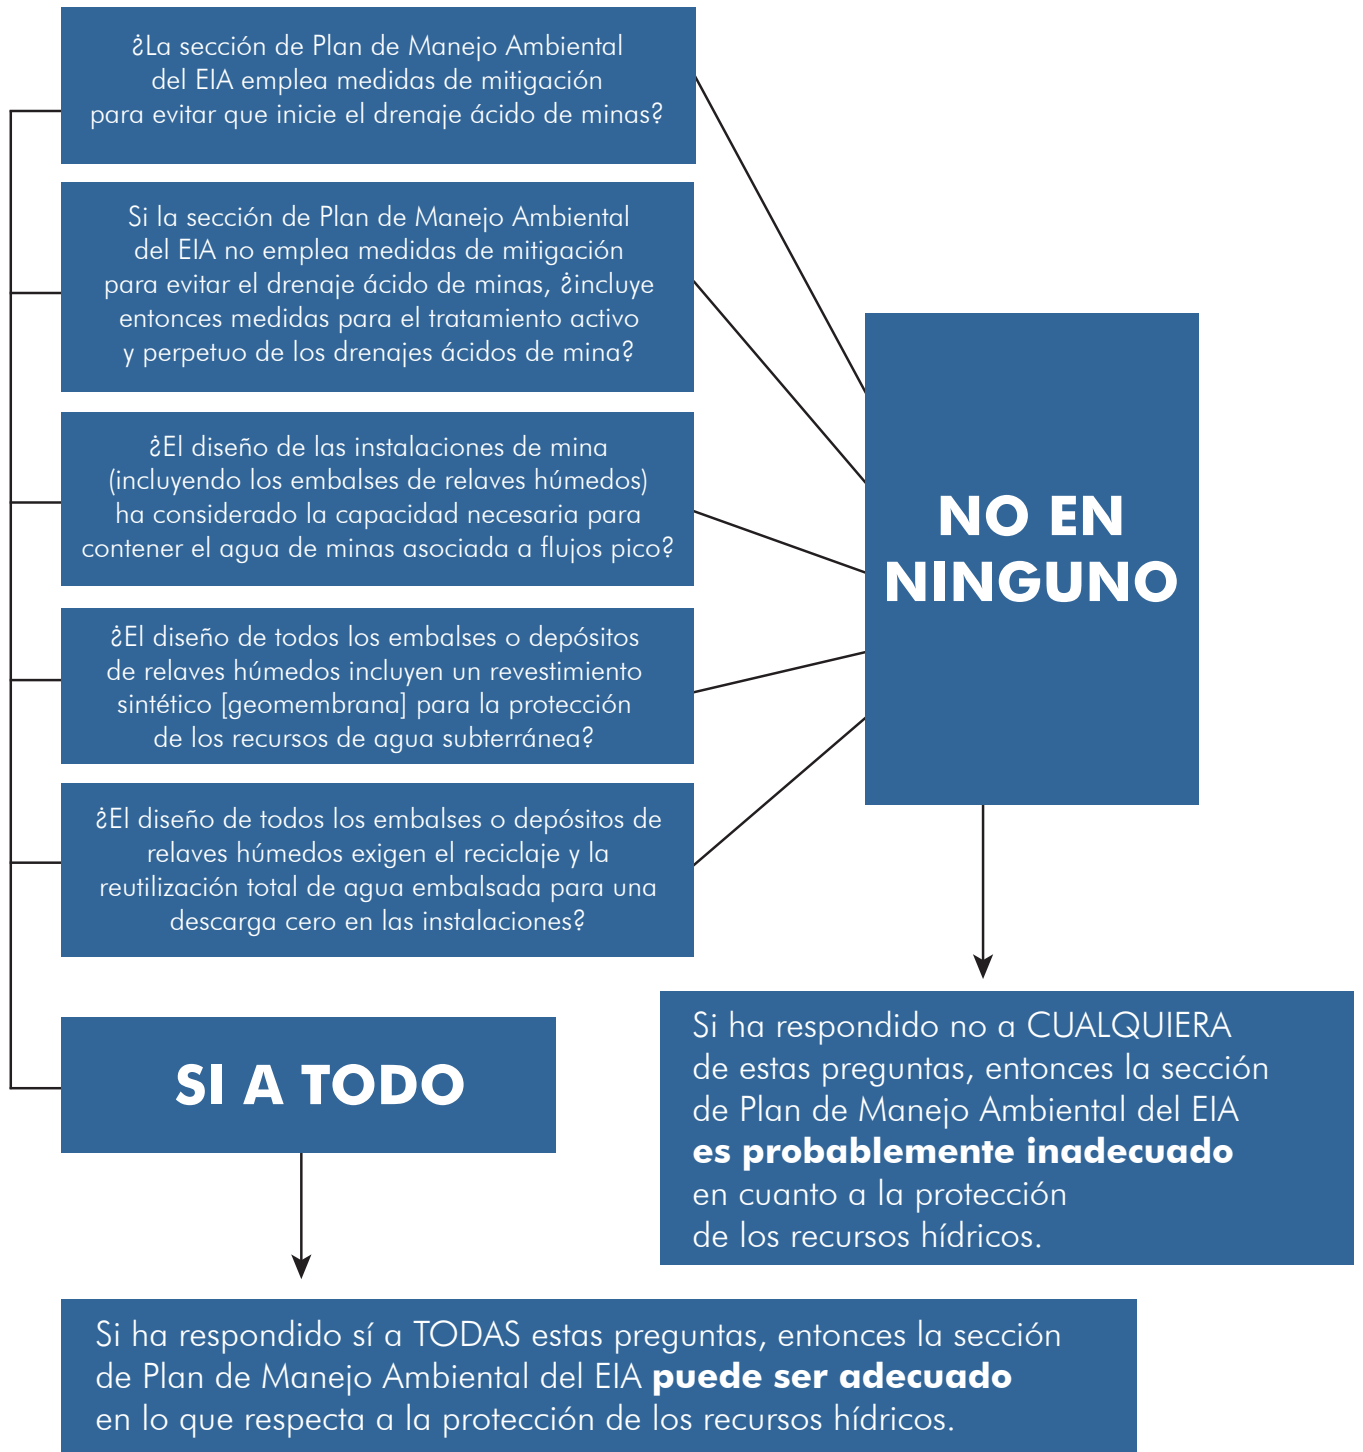 ¿La sección de Plan de Manejo Ambiental
del EIA emplea medidas de mitigación
para evitar que inicie el drenaje ácido de minas?
Si la sección de Plan de Manejo Ambiental
del EIA no emplea medidas de mitigación
para evitar el drenaje ácido de minas, ¿incluye
entonces medidas para el tratamiento activo
y perpetuo de los drenajes ácidos de mina?
¿El diseño de las instalaciones de mina
(incluyendo los embalses de relaves húmedos)
ha considerado la capacidad necesaria para
contener el agua de minas asociada a flujos pico?
¿El diseño de todos los embalses o depósitos
de relaves húmedos incluyen un revestimiento
sintético [geomembrana] para la protección
de los recursos de agua subterránea?
¿El diseño de todos los embalses o depósitos de
relaves húmedos exigen el reciclaje y la
reutilización total de agua embalsada para una
descarga cero en las instalaciones?
NO EN
NINGUNO
SI A TODO
Si ha respondido no a CUALQUIERA
de estas preguntas, entonces la sección
de Plan de Manejo Ambiental del EIA
es probablemente inadecuado
en cuanto a la protección
de los recursos hídricos.
Si ha respondido sí a TODAS estas preguntas, entonces la sección
de Plan de Manejo Ambiental del EIA puede ser adecuado
en lo que respecta a la protección de los recursos hídricos.